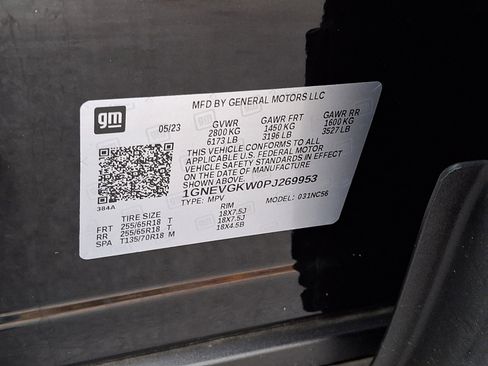 MFD BY GENERAL MOTORS LLC
gm
05/23 GVWR GAWR FRT GAWR RR
2800 KG 1450 KG 1600 KG
6173 LB 3196 LB 3527 LB
THIS VEHICLE CONFORMS TO ALL
APPLICABLE U.S. FEDERAL MOTOR
VEHICLE SAFETY STANDARDS IN EFFECT
ON THE DATE OF MANUFACTURE
SHOWN ABOVE.
1GNEVGKW0PJ269953
384A TYPE: MPV MODEL: 031NC56
TIRE SIZE RIM
FRT 255/65R18 T 18X7.5J
RR 255/65R18 T 18X7.5J
SPA T135/70R18 M 18X4.5B